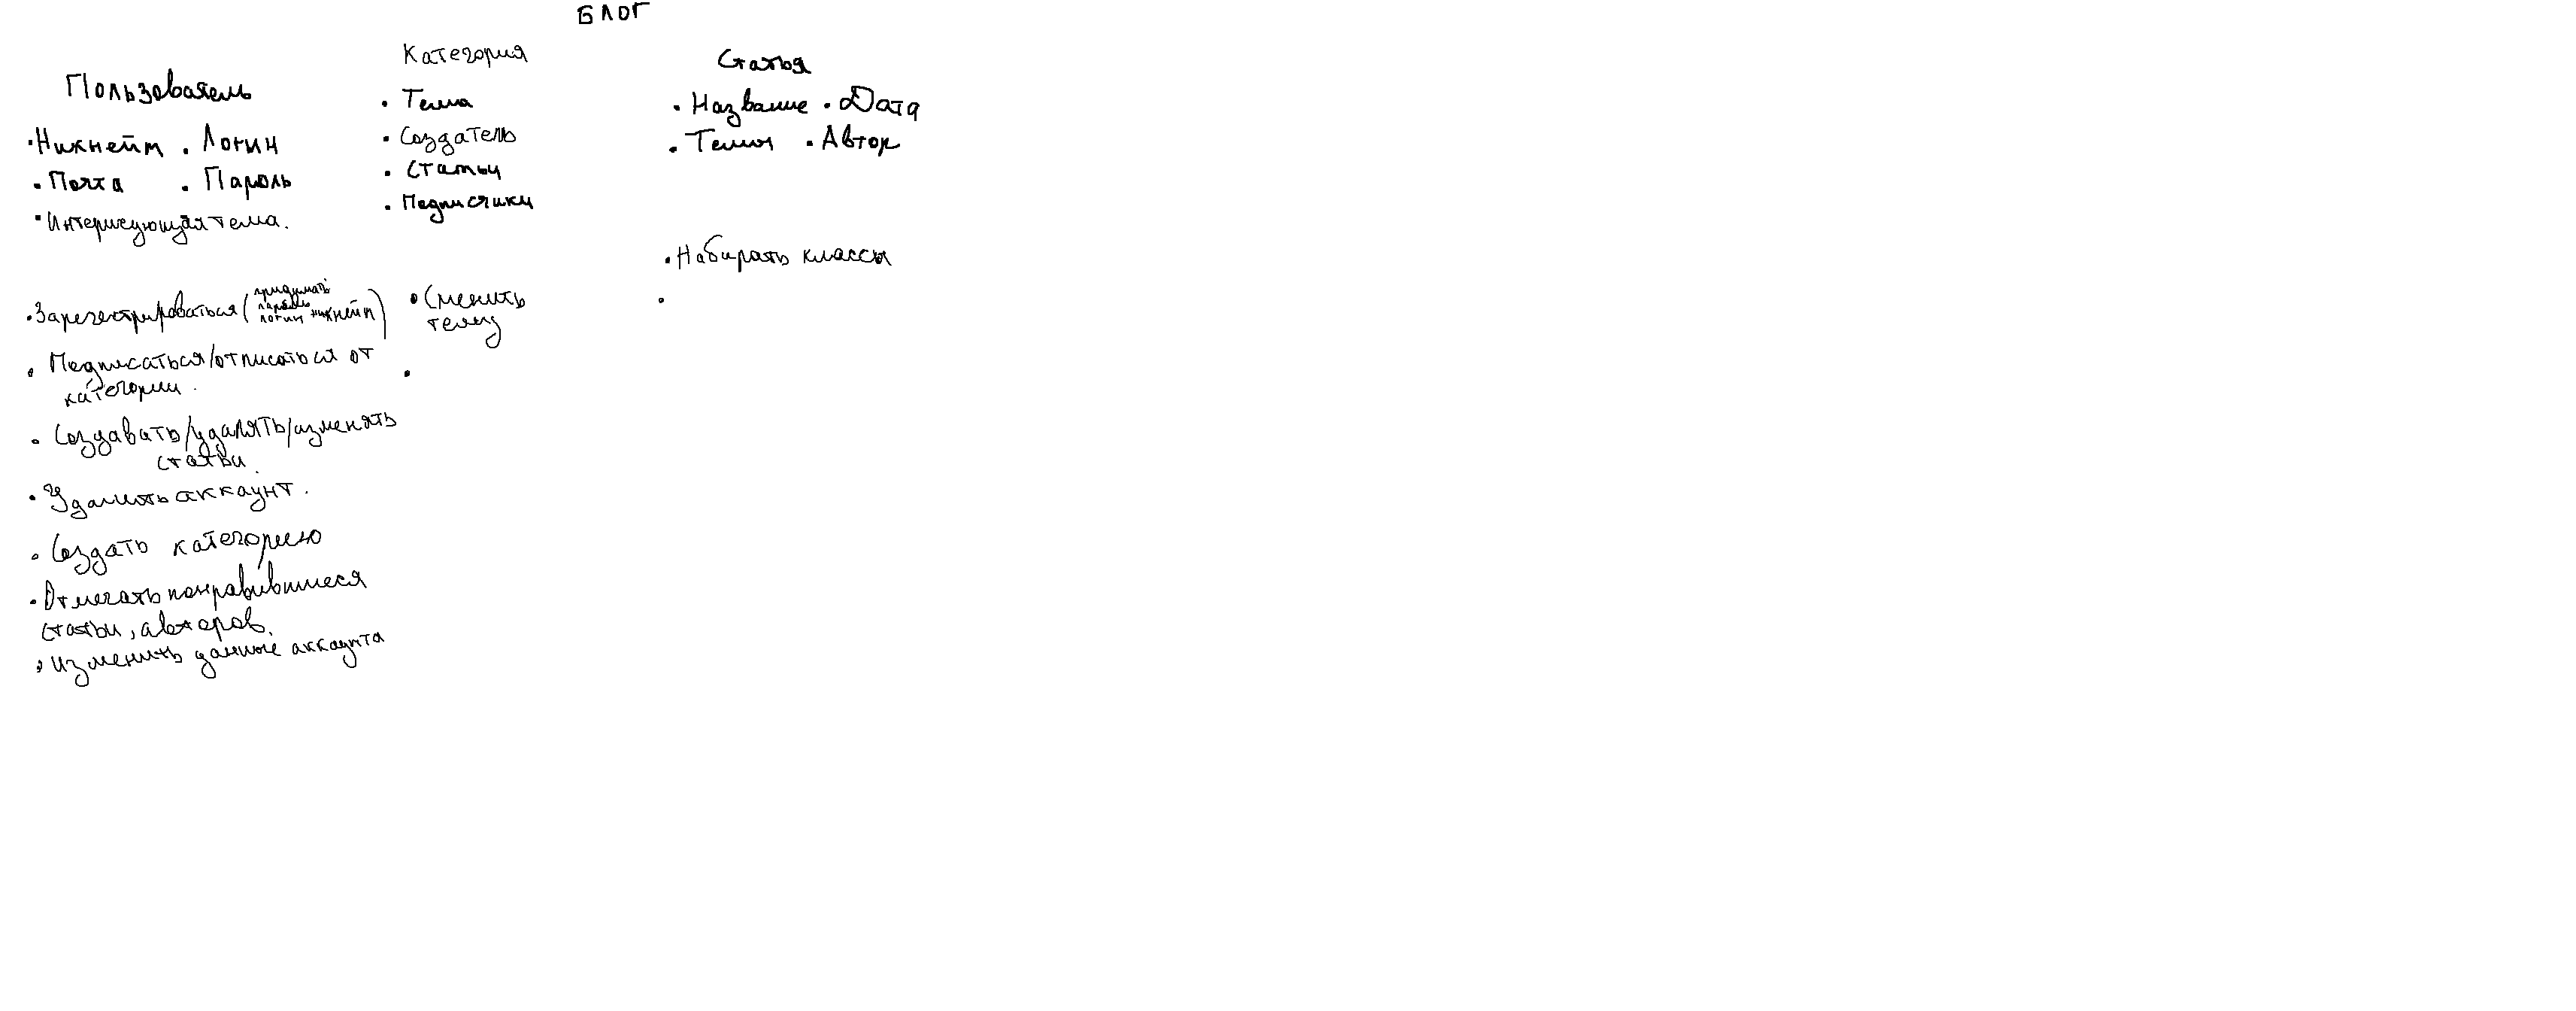 БЛОГ
Пользователь
• Никнейм • Логин
• Почта • Пароль
• Интерисующая тема.
• Зарегестрироваться (придумать пароль логин никнейм)
• Подписаться/отписаться от
категории.
• Создавать/удалять/изменять
статьи.
• Удалить аккаунт.
• Создать категорию
• Отмечать понравившиеся
статьи, авторов.
• Изменить данные аккаунта
Категория
• Тема
• Создатель
• Статьи
• Подписчики
• Сменить
тему
•
Статья
• Название • Дата
• Тема • Автор
• Набирать классы
•